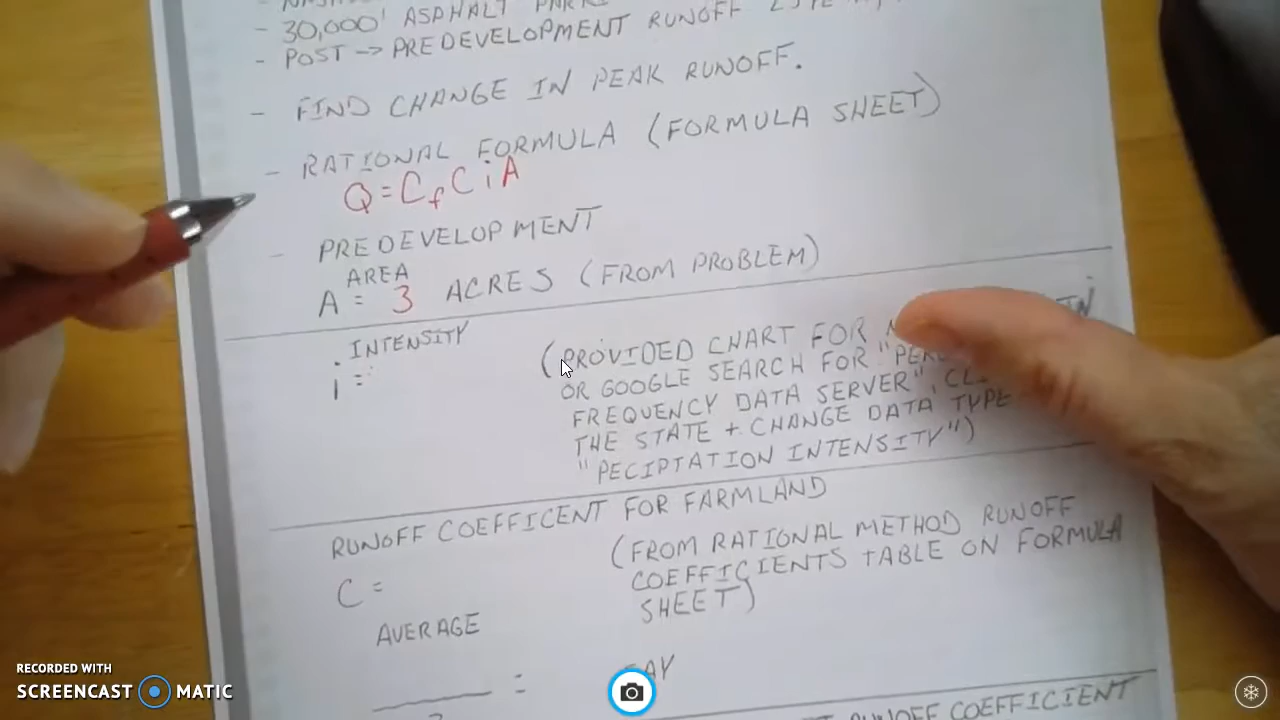 - 30,000' ASPHALT
- POST -> PREDEVELOPMENT RUNOFF
- FIND CHANGE IN PEAK RUNOFF.
- RATIONAL FORMULA (FORMULA SHEET)
Q = Cf C i A
- PREDEVELOPMENT
AREA
A = 3 ACRES (FROM PROBLEM)
INTENSITY
i =
(PROVIDED CHART FOR
OR GOOGLE SEARCH FOR
FREQUENCY DATA SERVER",
THE STATE + CHANGE DATA TYPE
"PECIPTATION INTENSITY")
RUNOFF COEFFICENT FOR FARMLAND
C =
(FROM RATIONAL METHOD RUNOFF
COEFFICIENTS TABLE ON FORMULA
SHEET)
AVERAGE
=
RUNOFF COEFFICIENT
RECORDED WITH
SCREENCAST MATIC